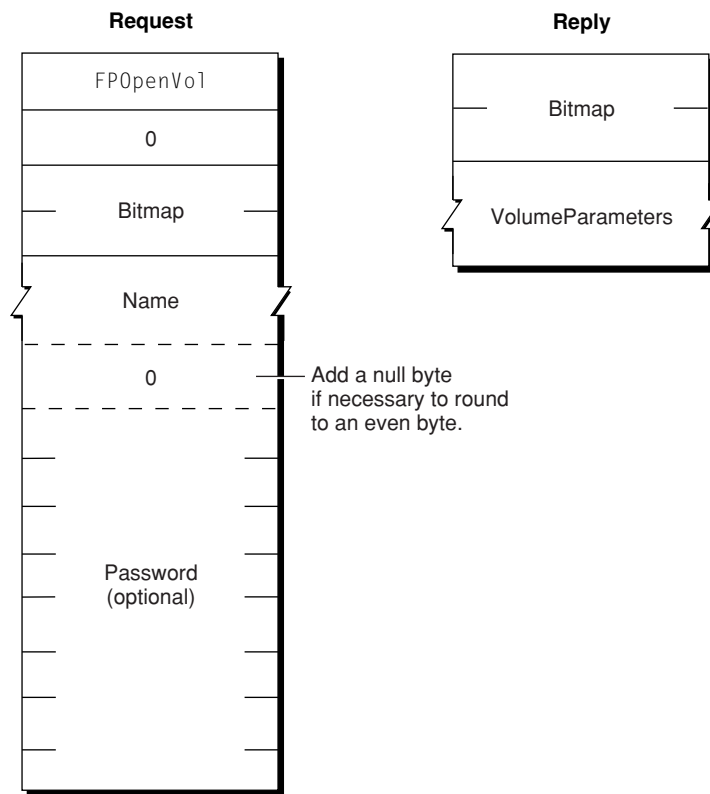 Request
FPOpenVol
0
Bitmap
Name
0
Add a null byte
if necessary to round
to an even byte.
Password
(optional)
Reply
Bitmap
VolumeParameters